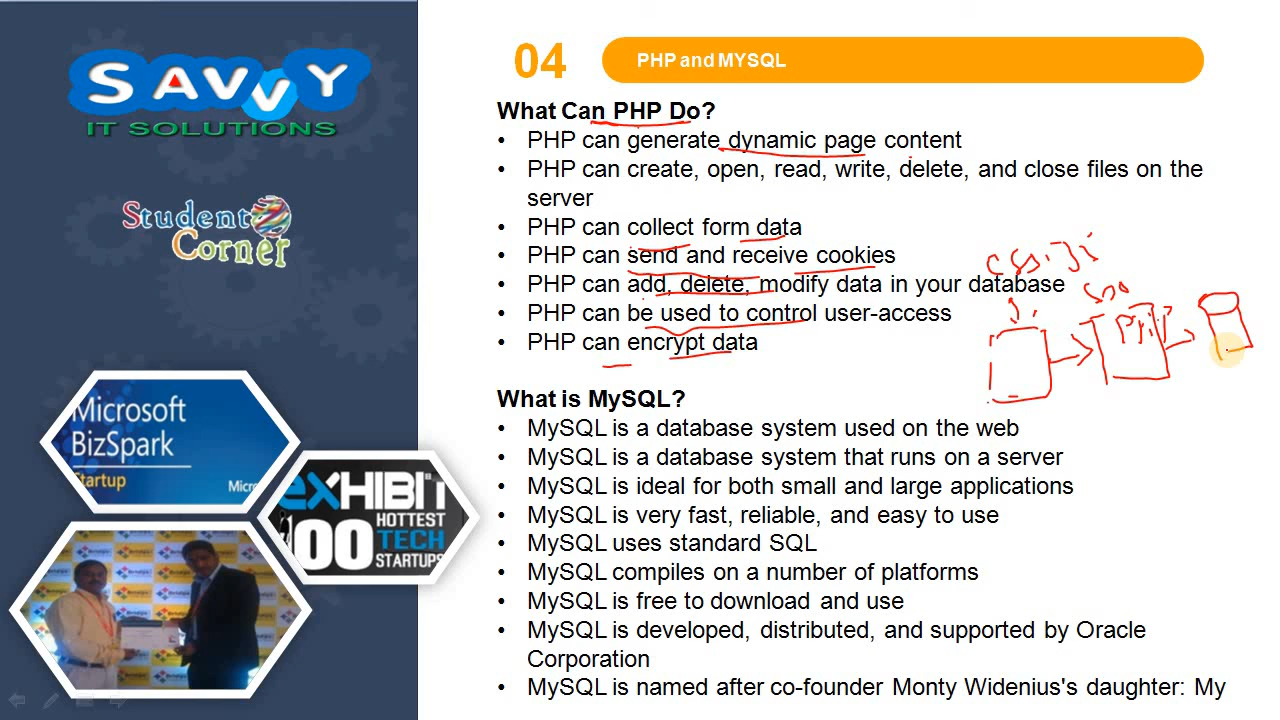 SAVVY
IT SOLUTIONS
Student
Corner
Microsoft
BizSpark
Startup
Micros
eXHIBIT
100 HOTTEST
TECH
STARTUPS
04
PHP and MYSQL
What Can PHP Do?
• PHP can generate dynamic page content
• PHP can create, open, read, write, delete, and close files on the
server
• PHP can collect form data
• PHP can send and receive cookies
• PHP can add, delete, modify data in your database
• PHP can be used to control user-access
• PHP can encrypt data
PHP
What is MySQL?
• MySQL is a database system used on the web
• MySQL is a database system that runs on a server
• MySQL is ideal for both small and large applications
• MySQL is very fast, reliable, and easy to use
• MySQL uses standard SQL
• MySQL compiles on a number of platforms
• MySQL is free to download and use
• MySQL is developed, distributed, and supported by Oracle
Corporation
• MySQL is named after co-founder Monty Widenius's daughter: My